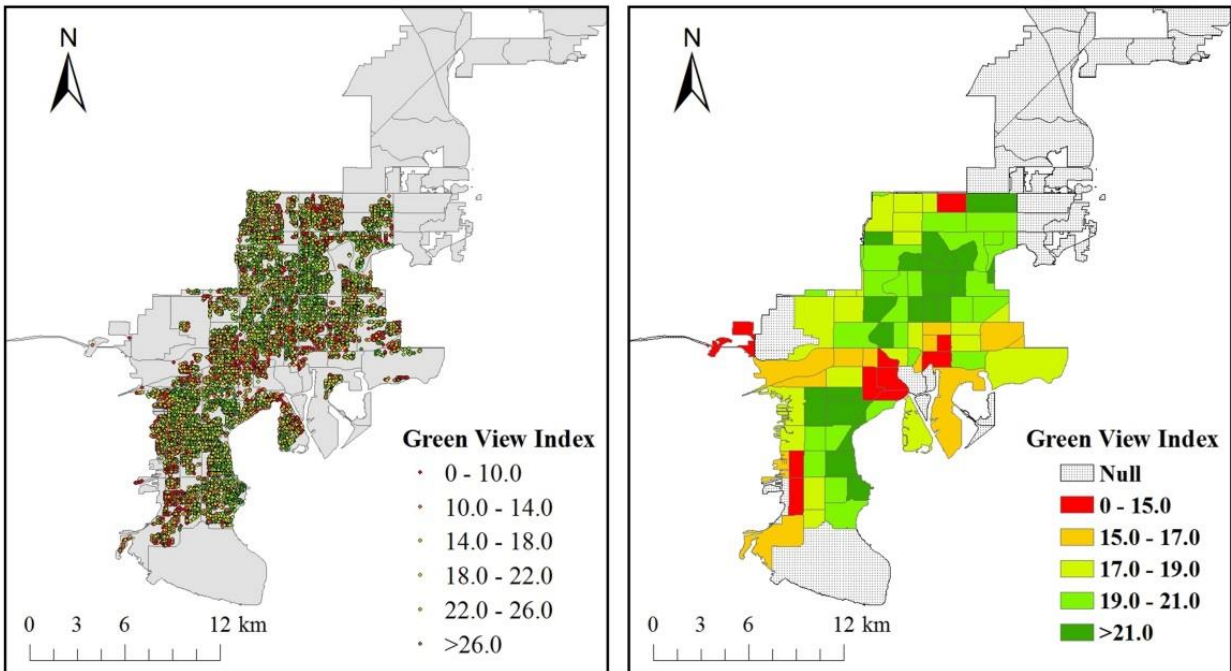 N
Green View Index
0 - 10.0
10.0 - 14.0
14.0 - 18.0
18.0 - 22.0
22.0 - 26.0
>26.0
0 3 6 12 km
N
Green View Index
Null
0 - 15.0
15.0 - 17.0
17.0 - 19.0
19.0 - 21.0
>21.0
0 3 6 12 km